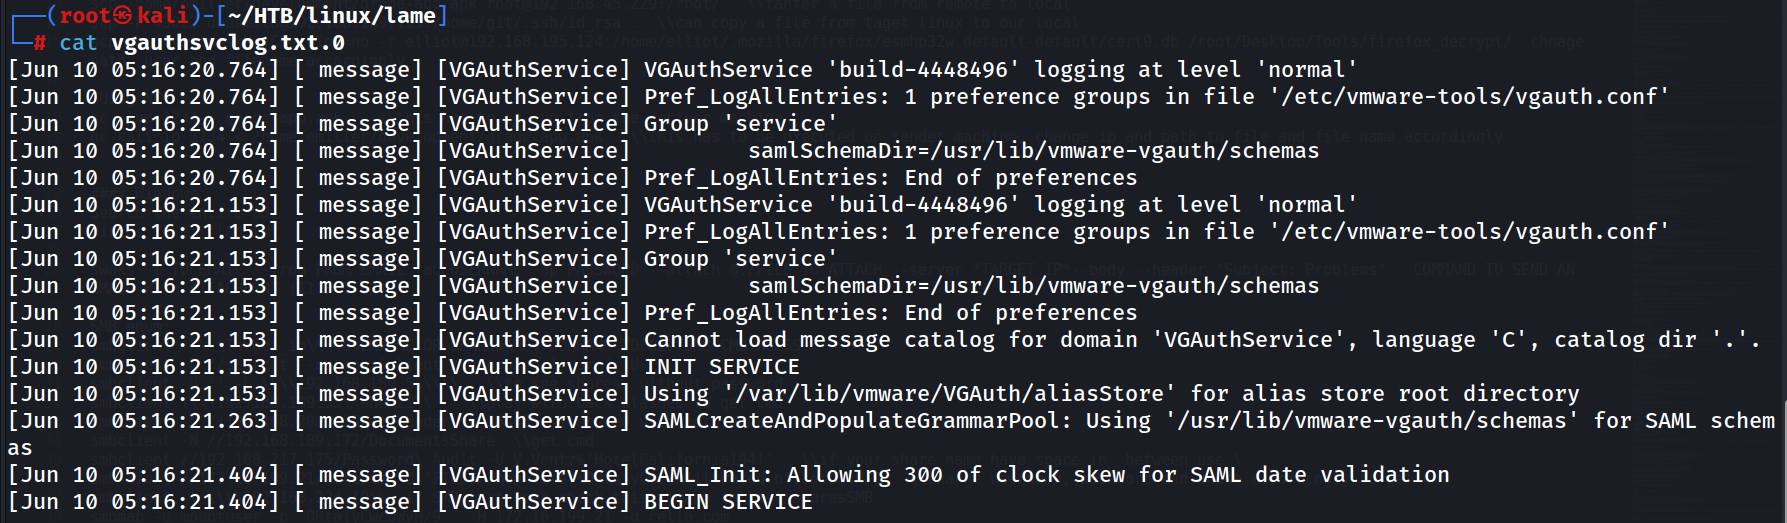 ┌──(root㉿kali)-[~/HTB/linux/lame]
└─# cat vgauthsvclog.txt.0
[Jun 10 05:16:20.764] [ message] [VGAuthService] VGAuthService 'build-4448496' logging at level 'normal'
[Jun 10 05:16:20.764] [ message] [VGAuthService] Pref_LogAllEntries: 1 preference groups in file '/etc/vmware-tools/vgauth.conf'
[Jun 10 05:16:20.764] [ message] [VGAuthService] Group 'service'
[Jun 10 05:16:20.764] [ message] [VGAuthService]         samlSchemaDir=/usr/lib/vmware-vgauth/schemas
[Jun 10 05:16:20.764] [ message] [VGAuthService] Pref_LogAllEntries: End of preferences
[Jun 10 05:16:21.153] [ message] [VGAuthService] VGAuthService 'build-4448496' logging at level 'normal'
[Jun 10 05:16:21.153] [ message] [VGAuthService] Pref_LogAllEntries: 1 preference groups in file '/etc/vmware-tools/vgauth.conf'
[Jun 10 05:16:21.153] [ message] [VGAuthService] Group 'service'
[Jun 10 05:16:21.153] [ message] [VGAuthService]         samlSchemaDir=/usr/lib/vmware-vgauth/schemas
[Jun 10 05:16:21.153] [ message] [VGAuthService] Pref_LogAllEntries: End of preferences
[Jun 10 05:16:21.153] [ message] [VGAuthService] Cannot load message catalog for domain 'VGAuthService', language 'C', catalog dir '.'.
[Jun 10 05:16:21.153] [ message] [VGAuthService] INIT SERVICE
[Jun 10 05:16:21.153] [ message] [VGAuthService] Using '/var/lib/vmware/VGAuth/aliasStore' for alias store root directory
[Jun 10 05:16:21.263] [ message] [VGAuthService] SAMLCreateAndPopulateGrammarPool: Using '/usr/lib/vmware-vgauth/schemas' for SAML schem
as
[Jun 10 05:16:21.404] [ message] [VGAuthService] SAML_Init: Allowing 300 of clock skew for SAML date validation
[Jun 10 05:16:21.404] [ message] [VGAuthService] BEGIN SERVICE